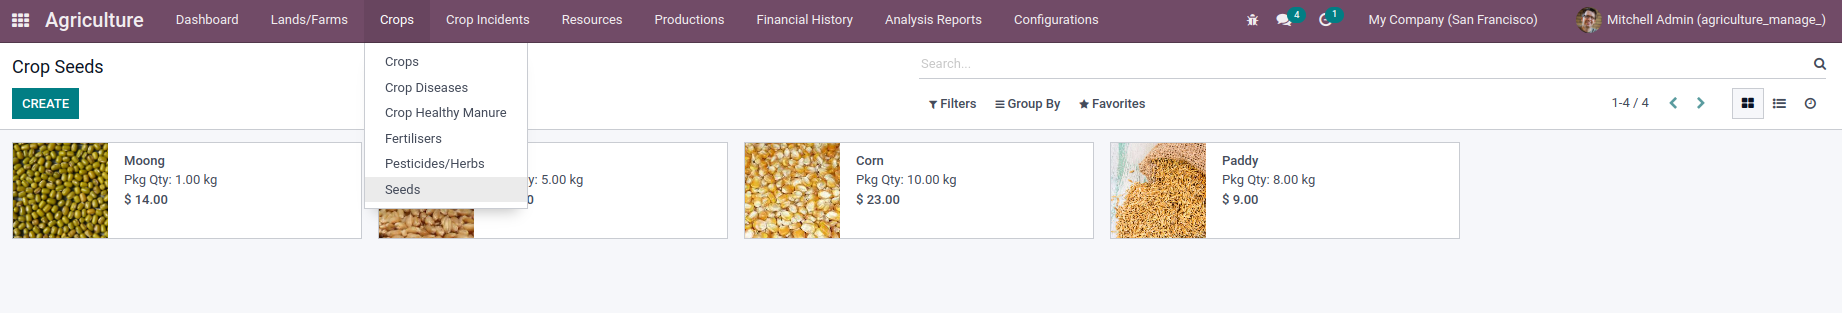 Agriculture Dashboard Lands/Farms Crops Crop Incidents Resources Productions Financial History Analysis Reports Configurations 4 1 My Company (San Francisco) Mitchell Admin (agriculture_manage_)
Crop Seeds
Search...
CREATE
Filters Group By Favorites 1-4 / 4
Crops
Crop Diseases
Crop Healthy Manure
Fertilisers
Pesticides/Herbs
Seeds
Moong
Pkg Qty: 1.00 kg
$ 14.00
y: 5.00 kg
0
Corn
Pkg Qty: 10.00 kg
$ 23.00
Paddy
Pkg Qty: 8.00 kg
$ 9.00